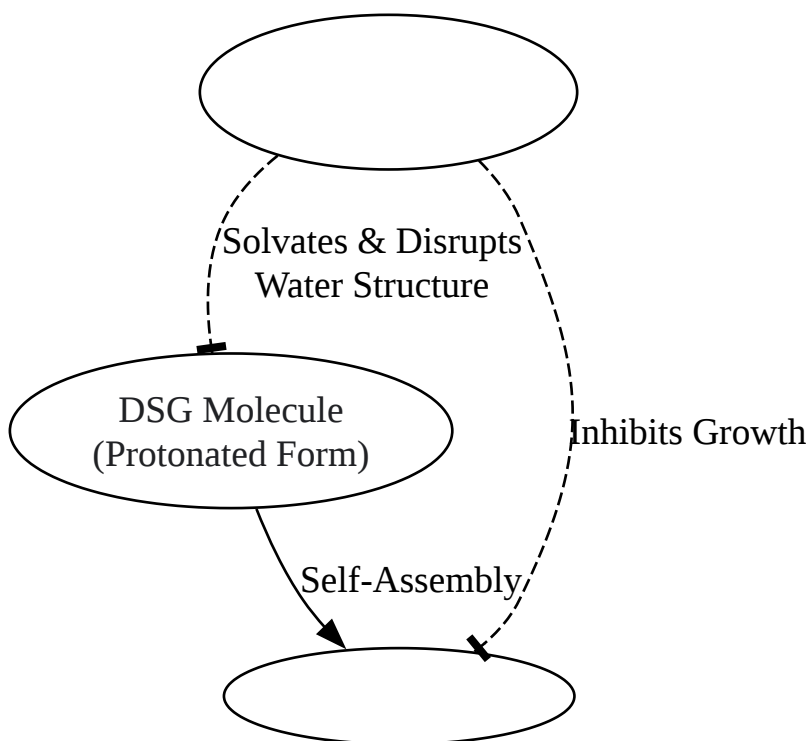 Solvates & Disrupts
Water Structure
DSG Molecule
(Protonated Form)
Inhibits Growth
Self-Assembly